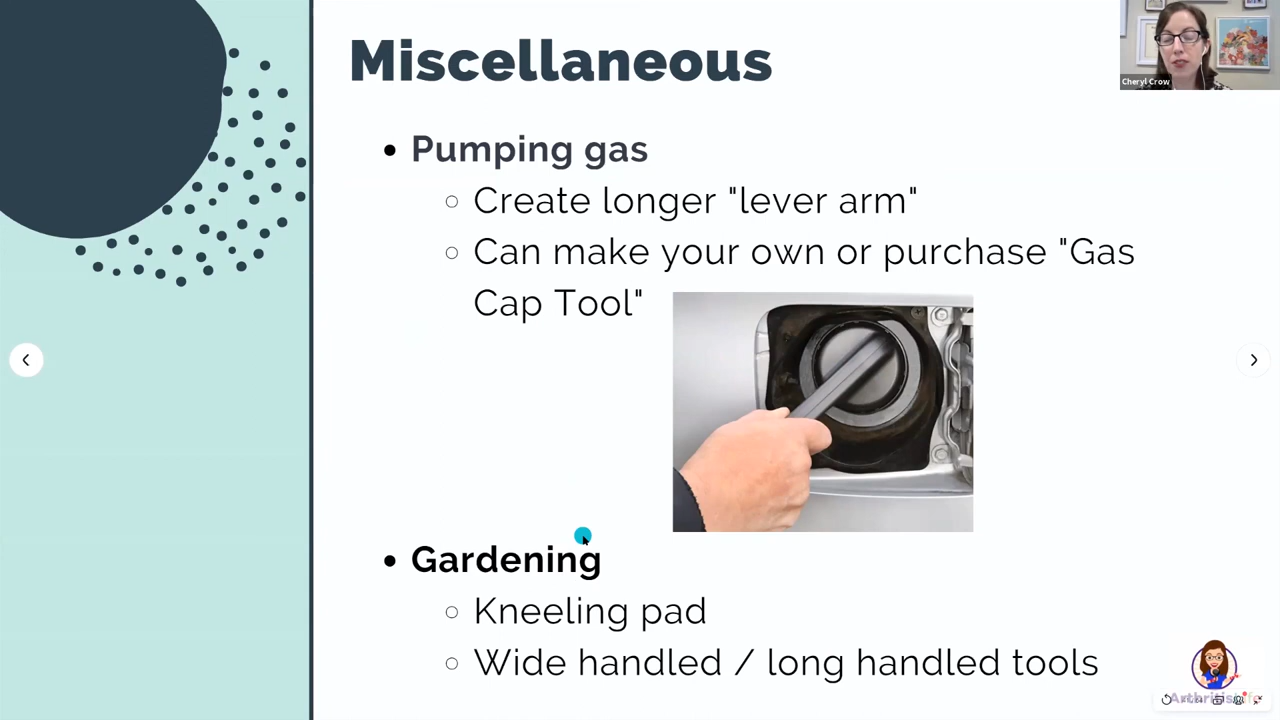 Miscellaneous
Cheryl Crow
• Pumping gas
○ Create longer "lever arm"
○ Can make your own or purchase "Gas
Cap Tool"
• Gardening
○ Kneeling pad
○ Wide handled / long handled tools